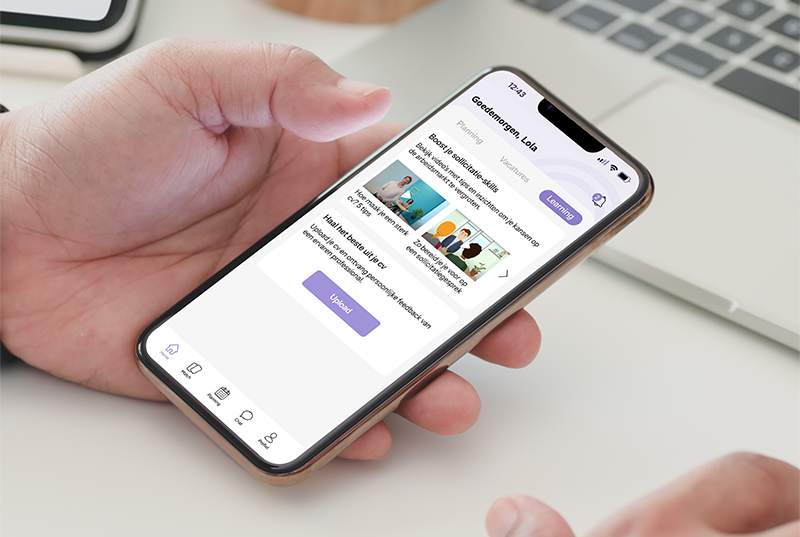 12:43
Goedemorgen, Lola
Planning
Vacatures
Learning
Boost je sollicitatie-skills
Bekijk video's met tips en inzichten om je kansen op
de arbeidsmarkt te vergroten.
Hoe maak je een sterk
cv? 5 tips
Zo bereid je je voor op
een sollicitatiegesprek
Haal het beste uit je cv
Upload je cv en ontvang persoonlijke feedback van
een ervaren professional.
Upload
Home
Match
Planning
Chat
Profiel